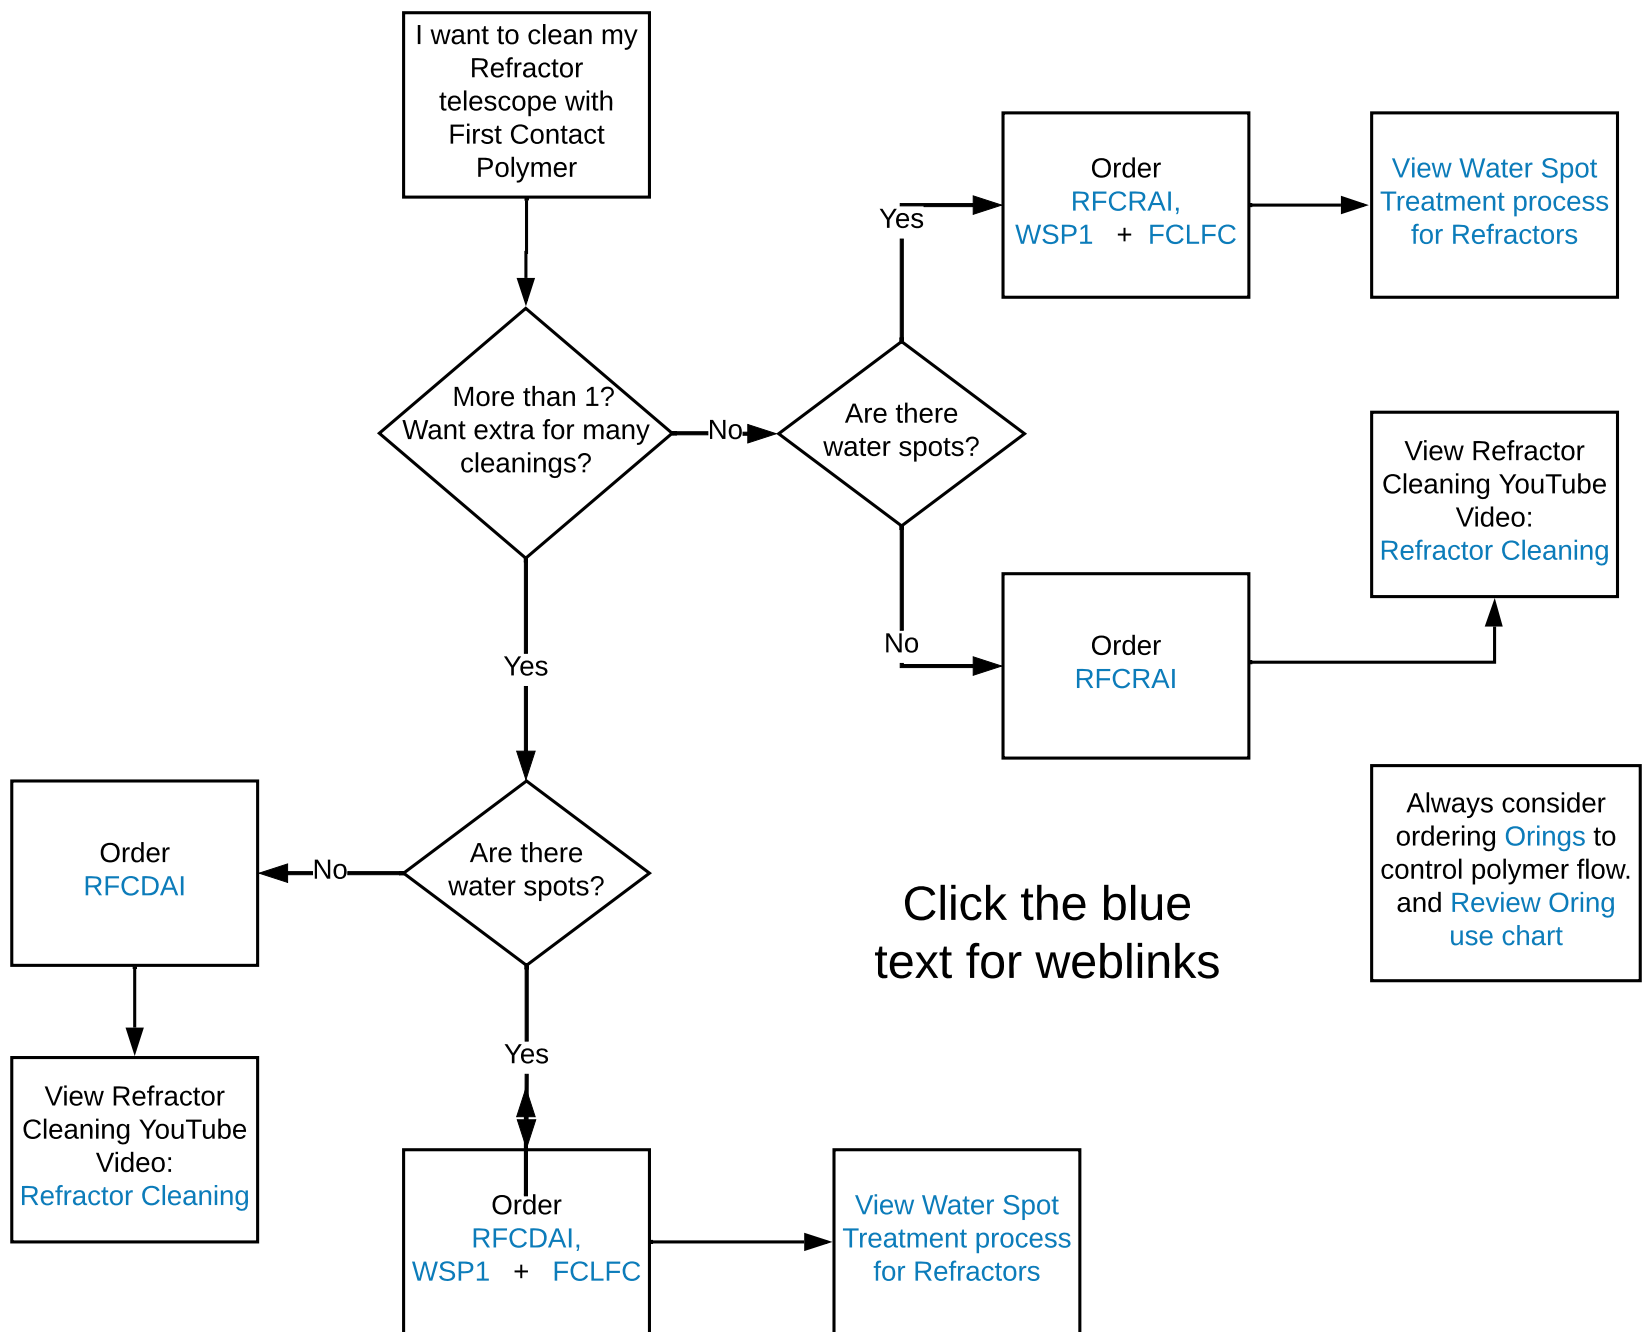 I want to clean my
Refractor
telescope with
First Contact
Polymer
More than 1?
Want extra for many
cleanings?
No
Are there
water spots?
Yes
Order
RFCRAI,
WSP1 + FCLFC
View Water Spot
Treatment process
for Refractors
No
Order
RFCRAI
View Refractor
Cleaning YouTube
Video:
Refractor Cleaning
Yes
Are there
water spots?
No
Order
RFCDAI
View Refractor
Cleaning YouTube
Video:
Refractor Cleaning
Yes
Order
RFCDAI,
WSP1 + FCLFC
View Water Spot
Treatment process
for Refractors
Click the blue
text for weblinks
Always consider
ordering Orings to
control polymer flow.
and Review Oring
use chart